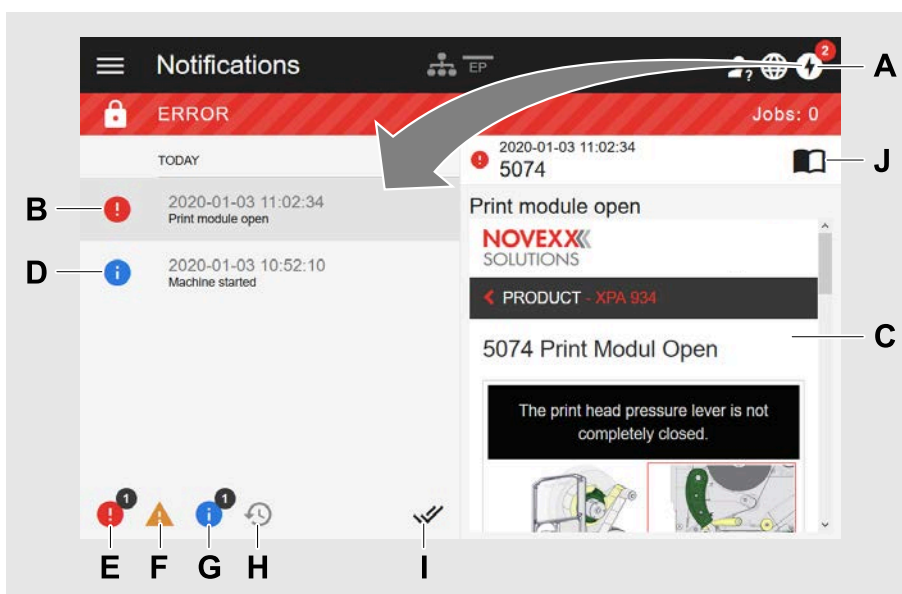 Notifications
EP
?
2
A
ERROR
Jobs: 0
TODAY
2020-01-03 11:02:34
5074
J
B
2020-01-03 11:02:34
Print module open
Print module open
NOVEXX
SOLUTIONS
D
2020-01-03 10:52:10
Machine started
PRODUCT - XPA 934
5074 Print Modul Open
C
The print head pressure lever is not
completely closed.
1
1
E
F
G
H
I